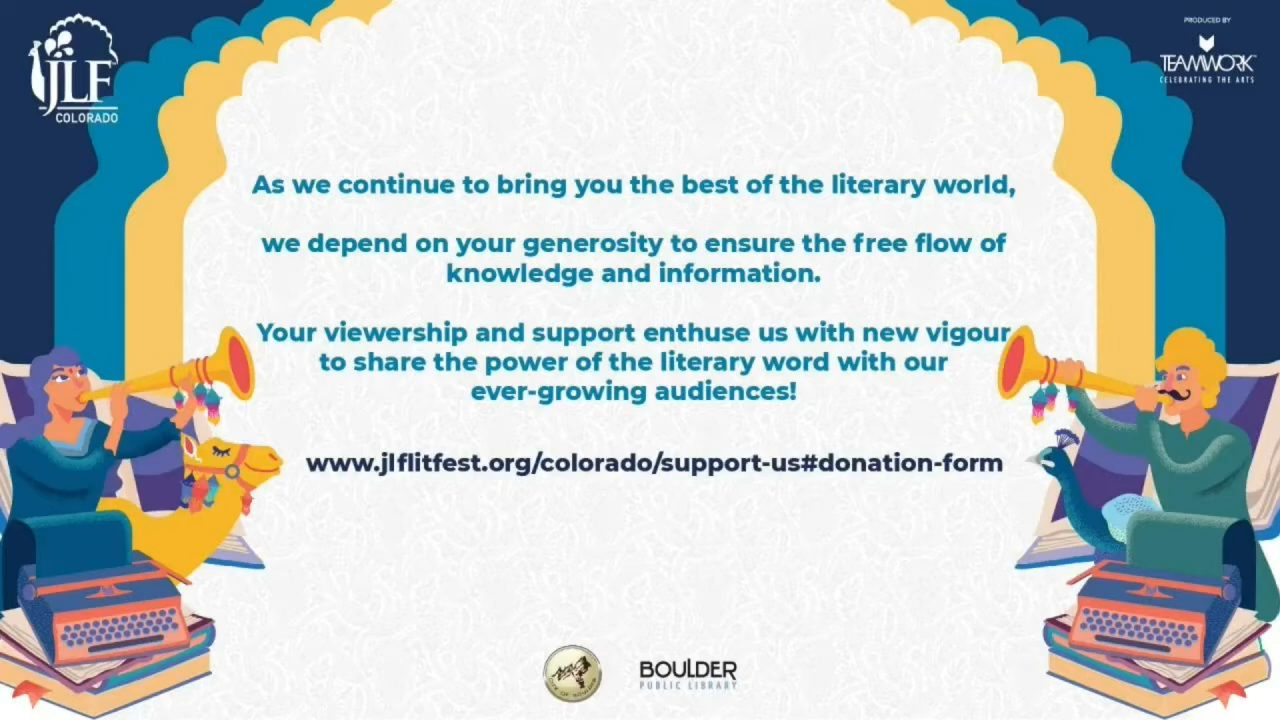 JLF
COLORADO
PRODUCED BY
TEAMWORK
CELEBRATING THE ARTS
As we continue to bring you the best of the literary world,
we depend on your generosity to ensure the free flow of
knowledge and information.
Your viewership and support enthuse us with new vigour
to share the power of the literary word with our
ever-growing audiences!
www.jlflitfest.org/colorado/support-us#donation-form
CITY OF BOULDER
BOULDER
PUBLIC LIBRARY